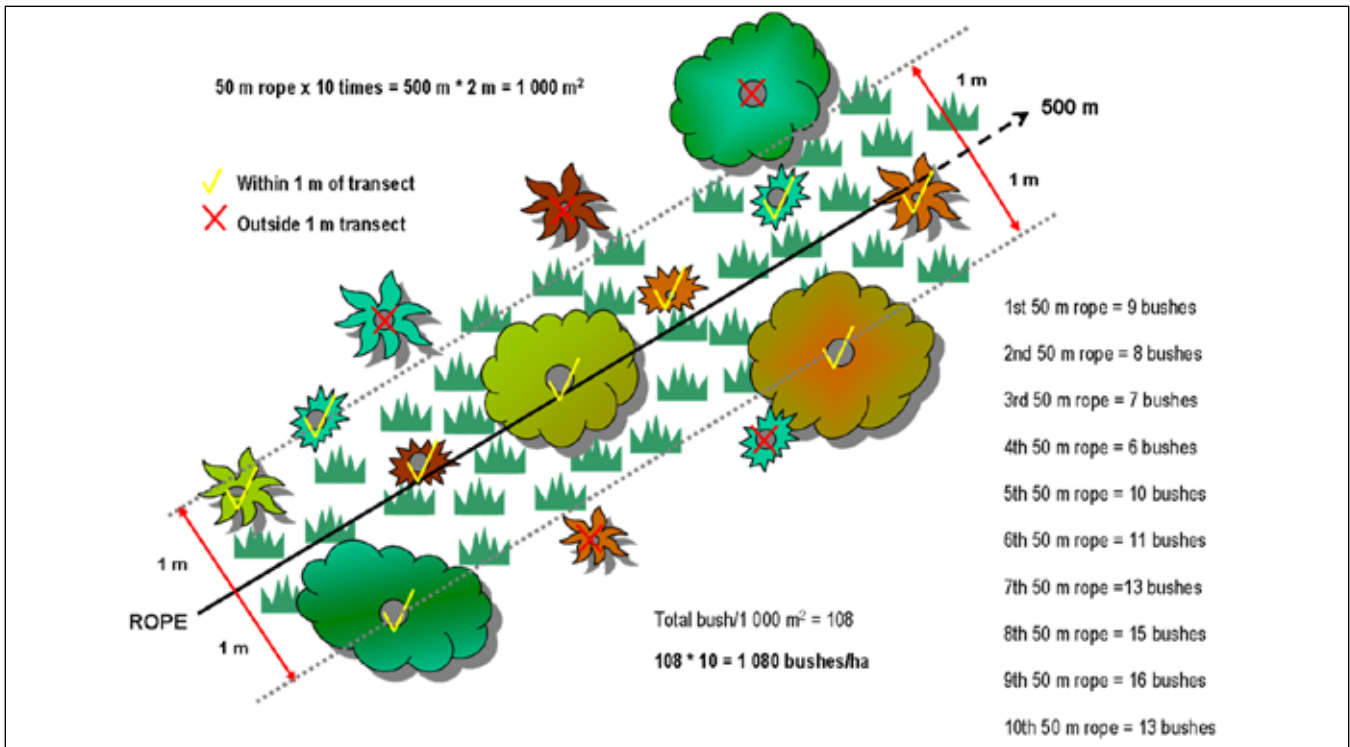 50 m rope x 10 times = 500 m * 2 m = 1 000 m²
1 m
500 m
1 m
Within 1 m of transect
Outside 1 m transect
1st 50 m rope = 9 bushes
2nd 50 m rope = 8 bushes
3rd 50 m rope = 7 bushes
4th 50 m rope = 6 bushes
5th 50 m rope = 10 bushes
6th 50 m rope = 11 bushes
7th 50 m rope =13 bushes
8th 50 m rope = 15 bushes
9th 50 m rope = 16 bushes
10th 50 m rope = 13 bushes
1 m
ROPE
1 m
Total bush/1 000 m² = 108
108 * 10 = 1 080 bushes/ha